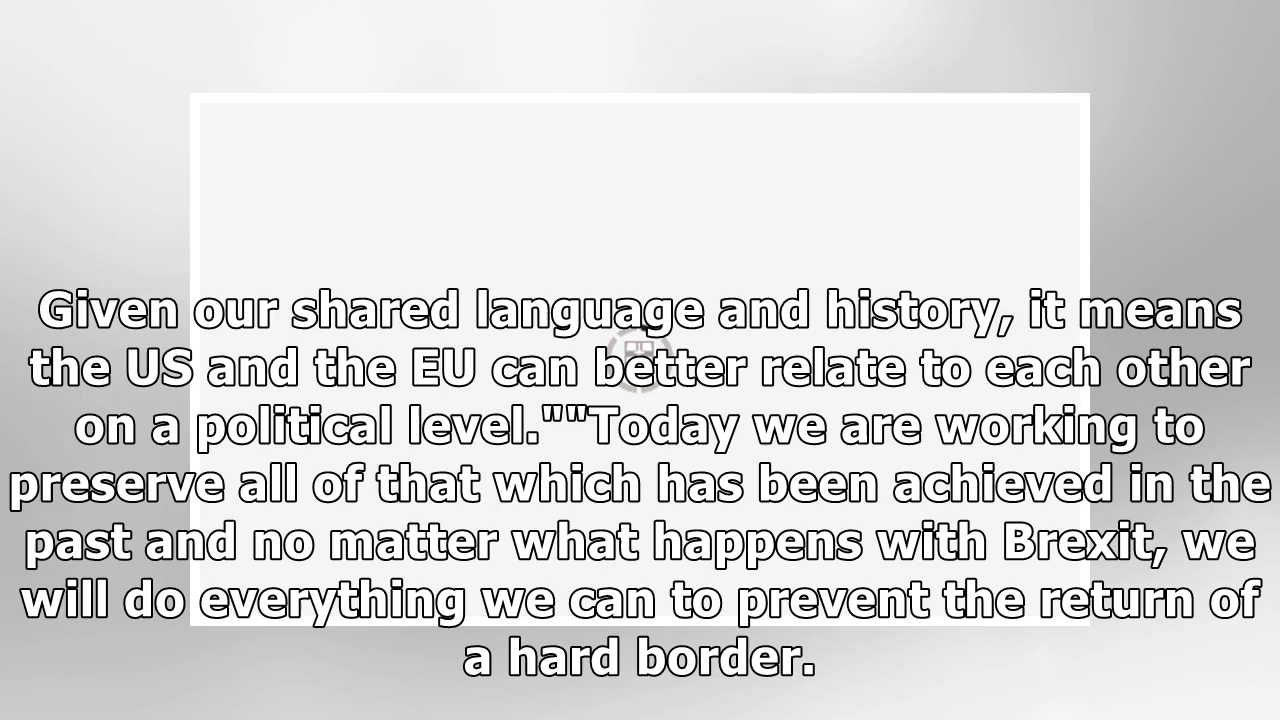 Given our shared language and history, it means
the US and the EU can better relate to each other
on a political level.""Today we are working to
preserve all of that which has been achieved in the
past and no matter what happens with Brexit, we
will do everything we can to prevent the return of
a hard border.